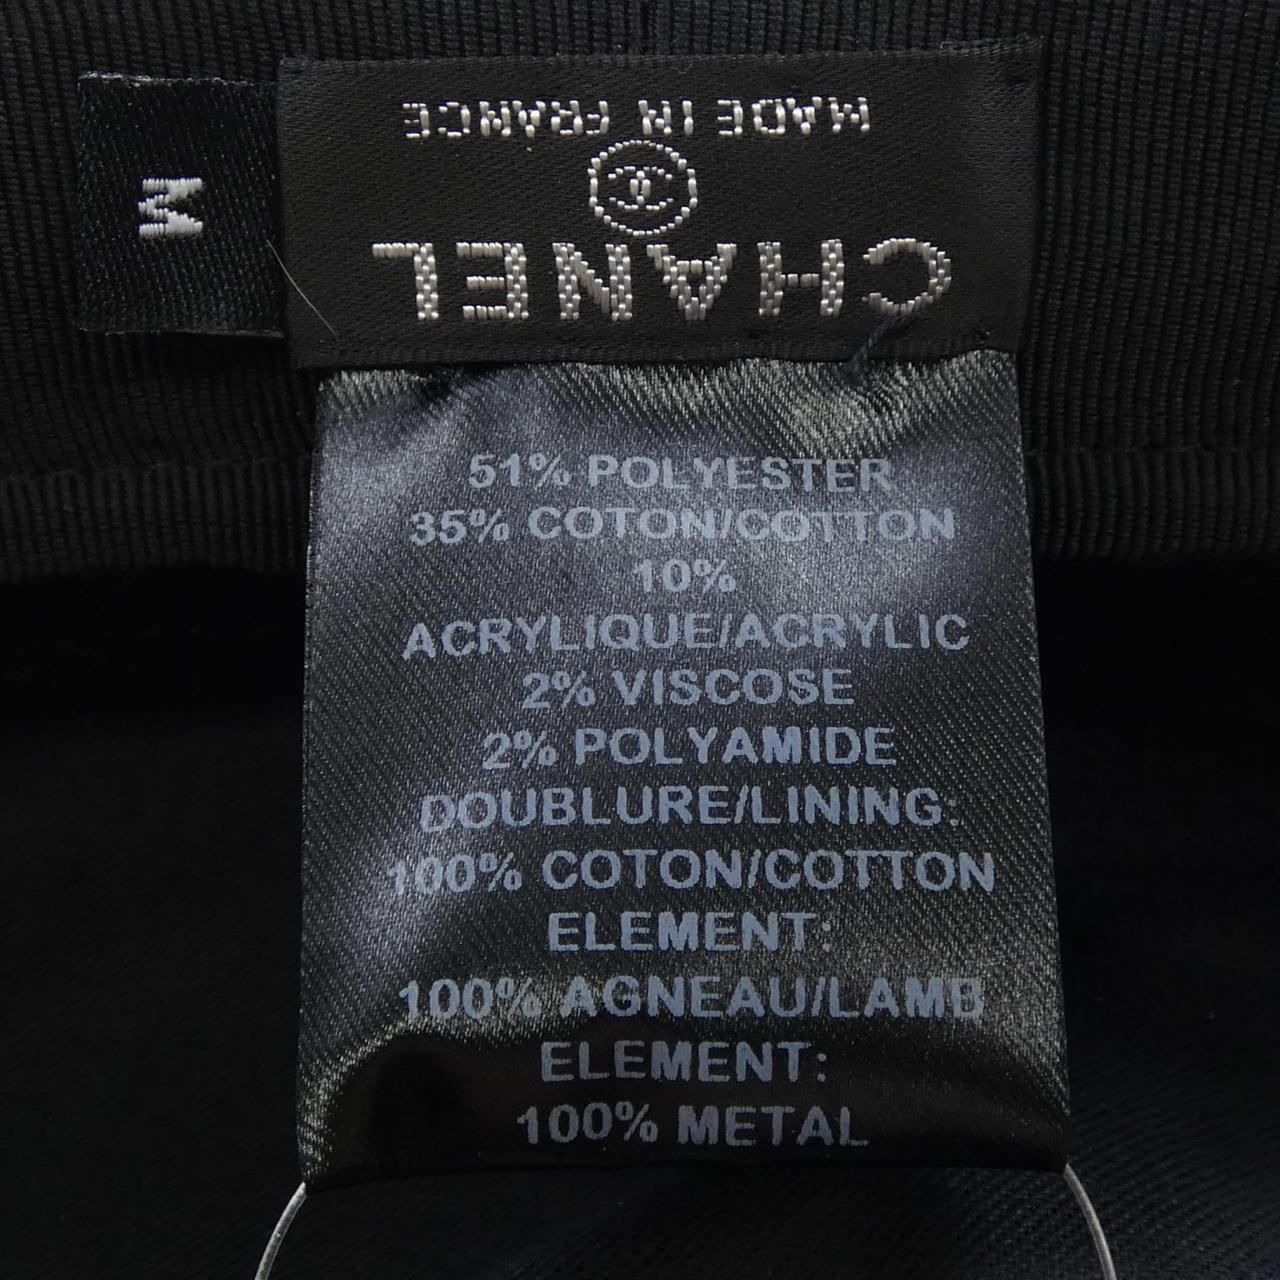 M
CHANEL
MADE IN FRANCE
51% POLYESTER
35% COTON/COTTON
10%
ACRYLIQUE/ACRYLIC
2% VISCOSE
2% POLYAMIDE
DOUBLURE/LINING:
100% COTON/COTTON
ELEMENT:
100% AGNEAU/LAMB
ELEMENT:
100% METAL